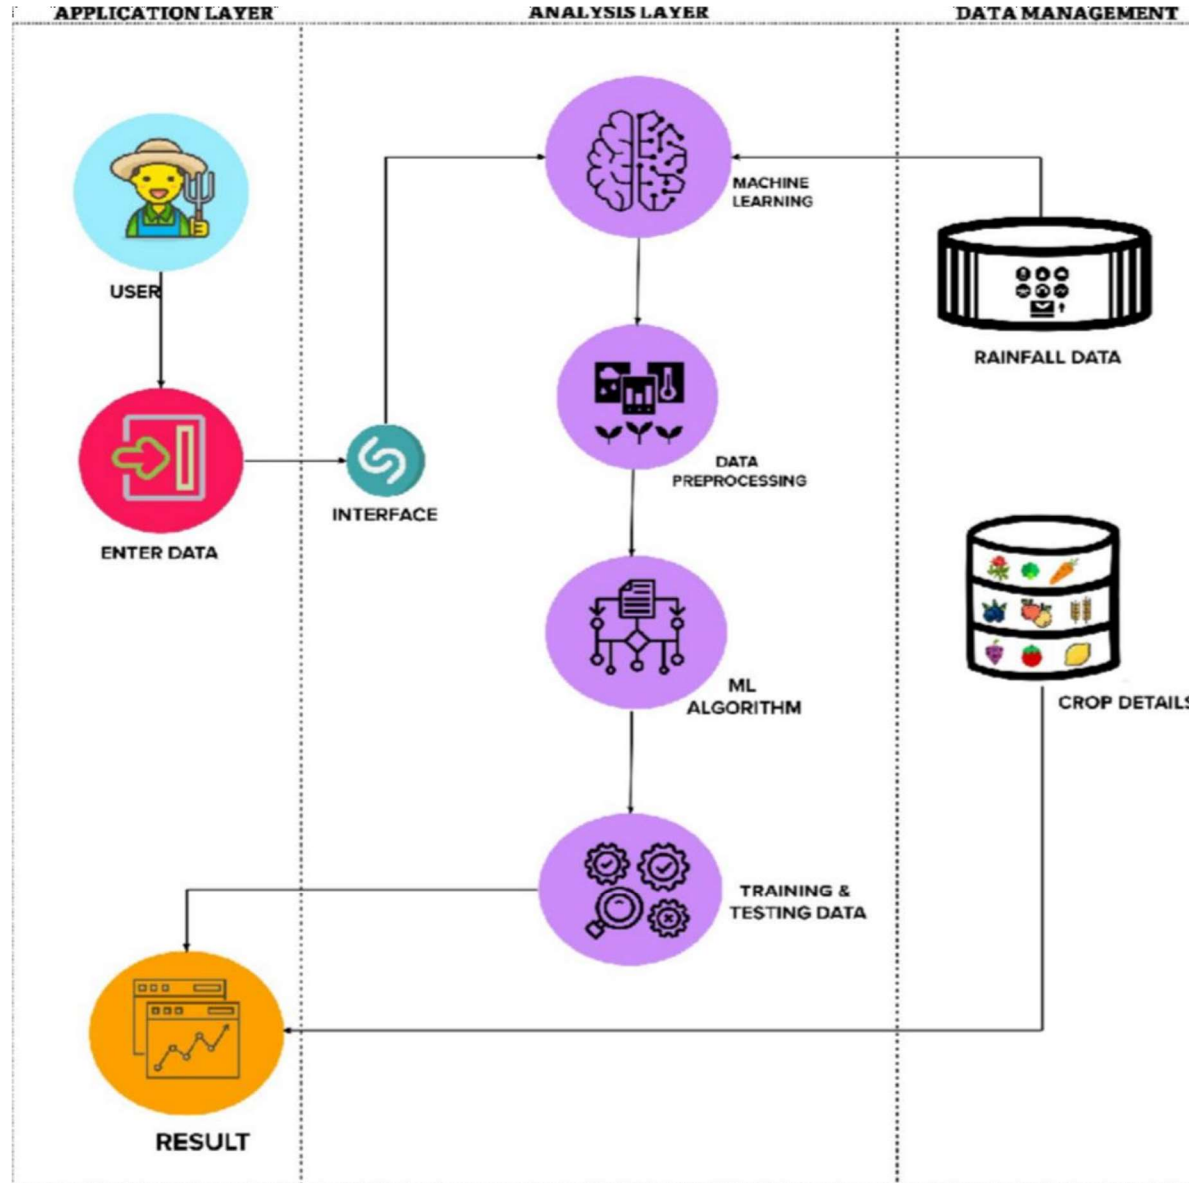 APPLICATION LAYER
ANALYSIS LAYER
DATA MANAGEMENT
USER
MACHINE
LEARNING
RAINFALL DATA
DATA
PREPROCESSING
INTERFACE
ENTER DATA
ML
ALGORITHM
CROP DETAILS
TRAINING &
TESTING DATA
RESULT